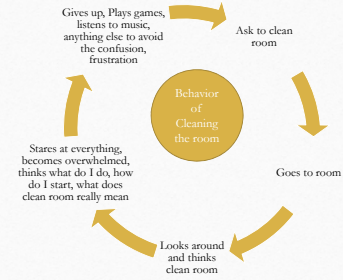 Gives up, Plays games,
listens to music,
anything else to avoid
the confusion,
frustration
Ask to clean
room
Behavior
of
Cleaning
the room
Goes to room
Stares at everything,
becomes overwhelmed,
thinks what do I do, how
do I start, what does
clean room really mean
Looks around
and thinks
clean room